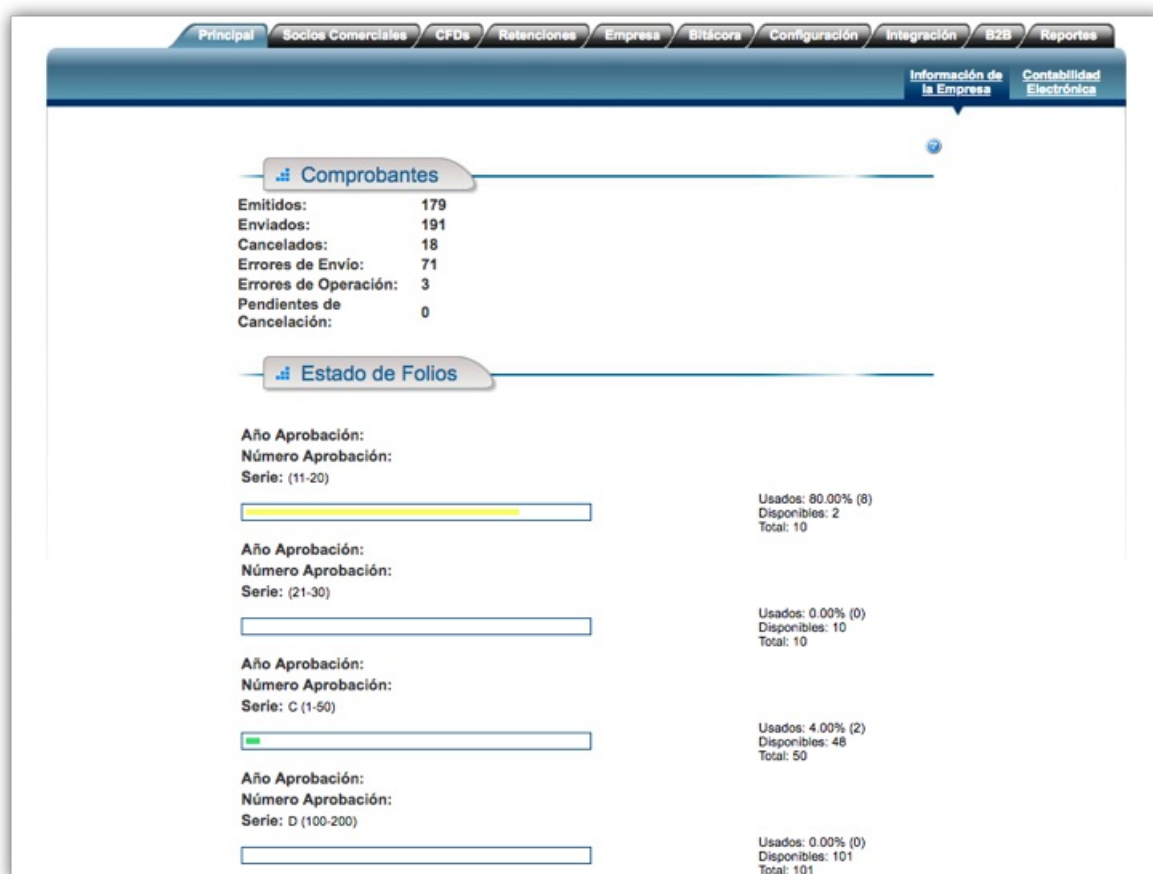 Principal Socios Comerciales CFDs Retenciones Empresa Bitácora Configuración Integración B2B Reportes
Información de la Empresa
Contabilidad Electrónica
Comprobantes
Emitidos: 179
Enviados: 191
Cancelados: 18
Errores de Envío: 71
Errores de Operación: 3
Pendientes de Cancelación: 0
Estado de Folios
Año Aprobación:
Número Aprobación:
Serie: (11-20)
Usados: 80.00% (8)
Disponibles: 2
Total: 10
Año Aprobación:
Número Aprobación:
Serie: (21-30)
Usados: 0.00% (0)
Disponibles: 10
Total: 10
Año Aprobación:
Número Aprobación:
Serie: C (1-50)
Usados: 4.00% (2)
Disponibles: 48
Total: 50
Año Aprobación:
Número Aprobación:
Serie: D (100-200)
Usados: 0.00% (0)
Disponibles: 101
Total: 101